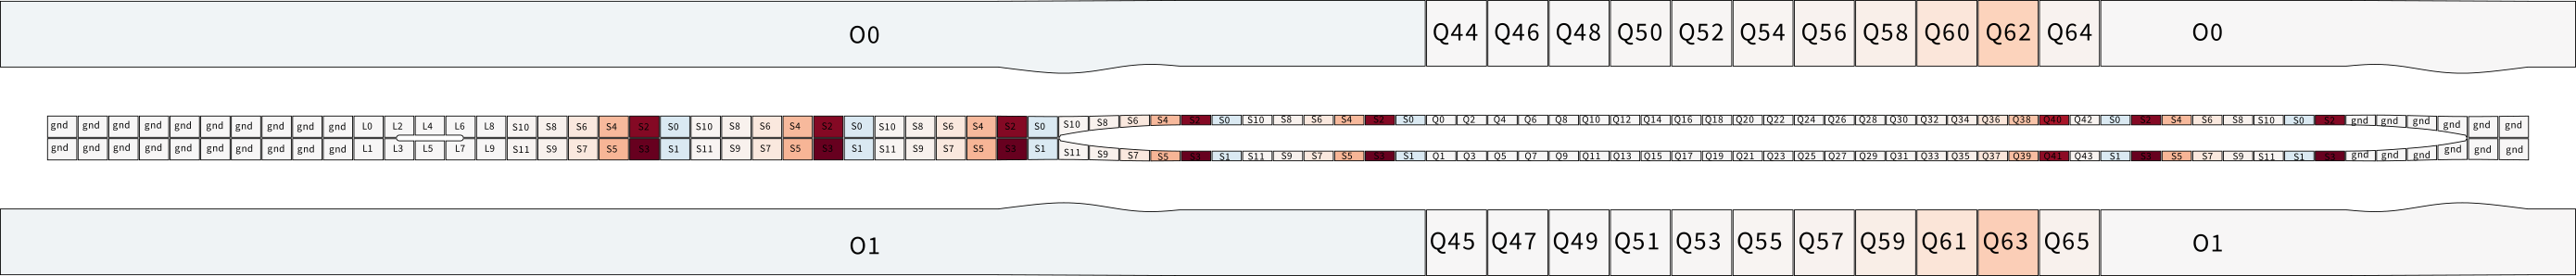 O0 Q44 Q46 Q48 Q50 Q52 Q54 Q56 Q58 Q60 Q62 Q64 O0
gnd gnd gnd gnd gnd gnd gnd gnd gnd gnd L0 L2 L4 L6 L8 S10 S8 S6 S4 S2 S0 S10 S8 S6 S4 S2 S0 S10 S8 S6 S4 S2 S0 S10 S8 S6 S4 S2 S0 S10 S8 S6 S4 S2 S0 Q0 Q2 Q4 Q6 Q8 Q10 Q12 Q14 Q16 Q18 Q20 Q22 Q24 Q26 Q28 Q30 Q32 Q34 Q36 Q38 Q40 Q42 S0 S2 S4 S6 S8 S10 S0 S2 gnd gnd gnd gnd gnd gnd
gnd gnd gnd gnd gnd gnd gnd gnd gnd gnd L1 L3 L5 L7 L9 S11 S9 S7 S5 S3 S1 S11 S9 S7 S5 S3 S1 S11 S9 S7 S5 S3 S1 S11 S9 S7 S5 S3 S1 S11 S9 S7 S5 S3 S1 Q1 Q3 Q5 Q7 Q9 Q11 Q13 Q15 Q17 Q19 Q21 Q23 Q25 Q27 Q29 Q31 Q33 Q35 Q37 Q39 Q41 Q43 S1 S3 S5 S7 S9 S11 S1 S3 gnd gnd gnd gnd gnd gnd
O1 Q45 Q47 Q49 Q51 Q53 Q55 Q57 Q59 Q61 Q63 Q65 O1